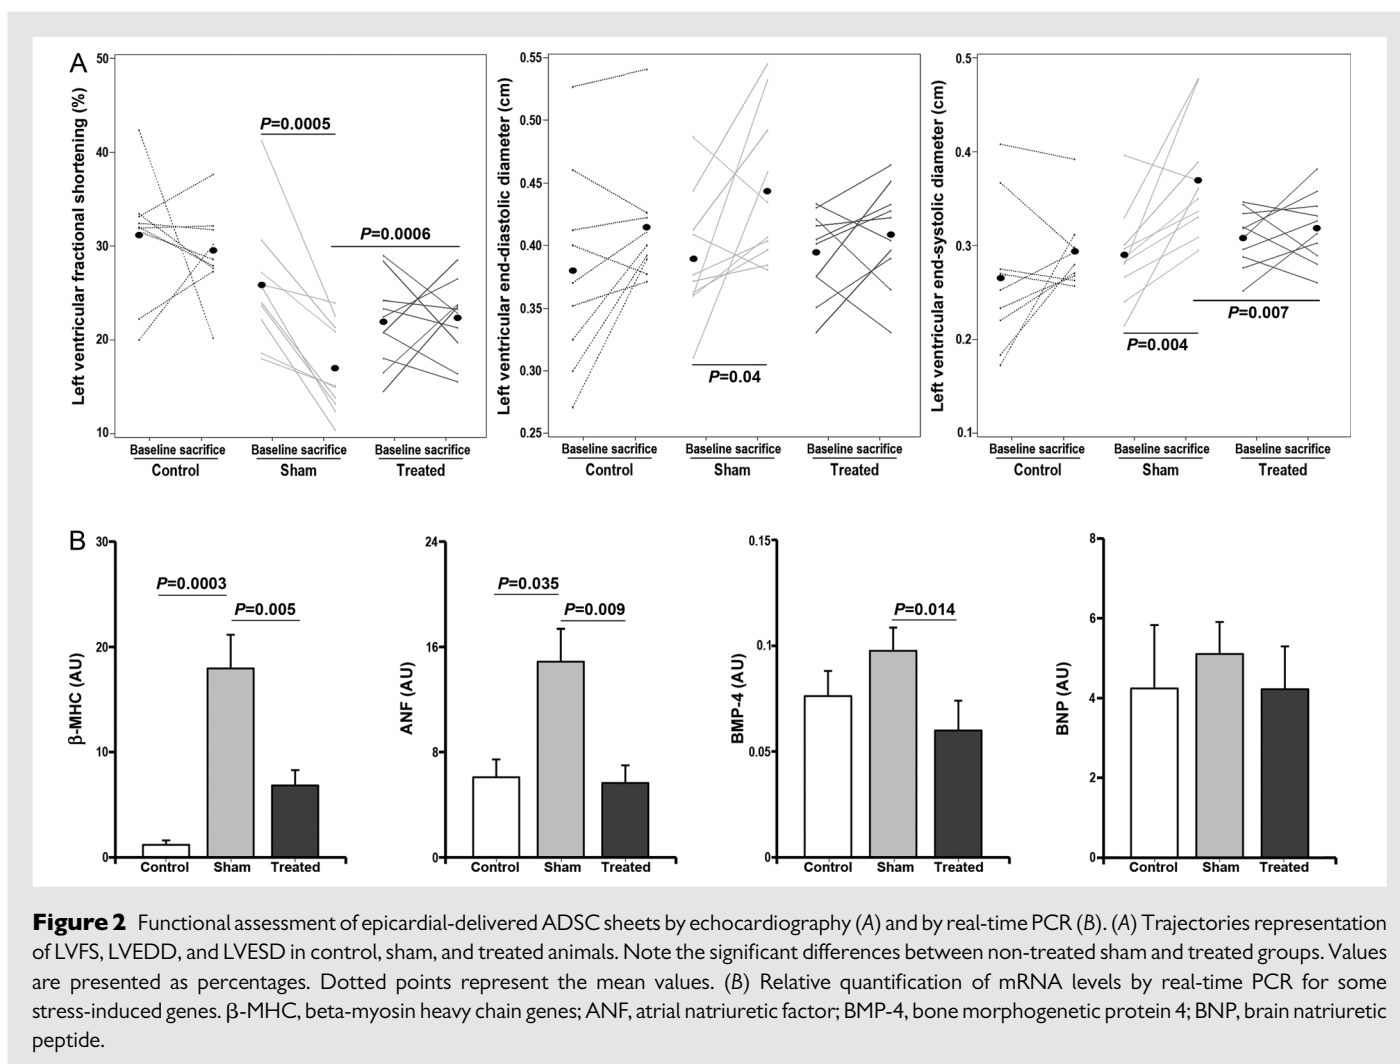 A
Left ventricular fractional shortening (%)
50
40
30
20
10
P=0.0005
P=0.0006
Baseline sacrifice Baseline sacrifice Baseline sacrifice
Control Sham Treated
Left ventricular end-diastolic diameter (cm)
0.55
0.50
0.45
0.40
0.35
0.30
0.25
P=0.04
Baseline sacrifice Baseline sacrifice Baseline sacrifice
Control Sham Treated
Left ventricular end-systolic diameter (cm)
0.5
0.4
0.3
0.2
0.1
P=0.007
P=0.004
Baseline sacrifice Baseline sacrifice Baseline sacrifice
Control Sham Treated
B
β-MHC (AU)
30
20
10
0
P=0.0003
P=0.005
Control Sham Treated
ANF (AU)
24
16
8
0
P=0.035
P=0.009
Control Sham Treated
BMP-4 (AU)
0.15
0.1
0.05
0
P=0.014
Control Sham Treated
BNP (AU)
8
6
4
2
0
Control Sham Treated
Figure 2 Functional assessment of epicardial-delivered ADSC sheets by echocardiography (A) and by real-time PCR (B). (A) Trajectories representation
of LVFS, LVEDD, and LVESD in control, sham, and treated animals. Note the significant differences between non-treated sham and treated groups. Values
are presented as percentages. Dotted points represent the mean values. (B) Relative quantification of mRNA levels by real-time PCR for some
stress-induced genes. β-MHC, beta-myosin heavy chain genes; ANF, atrial natriuretic factor; BMP-4, bone morphogenetic protein 4; BNP, brain natriuretic
peptide.